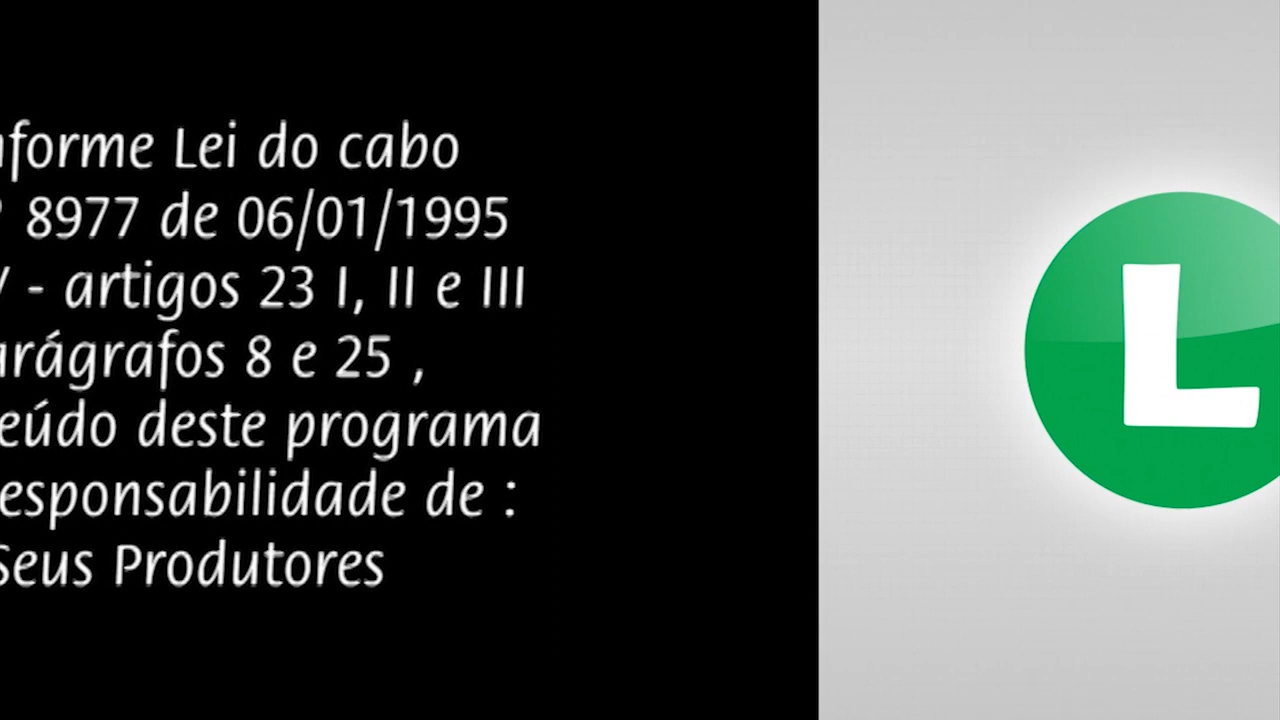 nforme Lei do cabo
8977 de 06/01/1995
- artigos 23 I, II e III
arágrafos 8 e 25 ,
eúdo deste programa
esponsabilidade de :
Seus Produtores
L